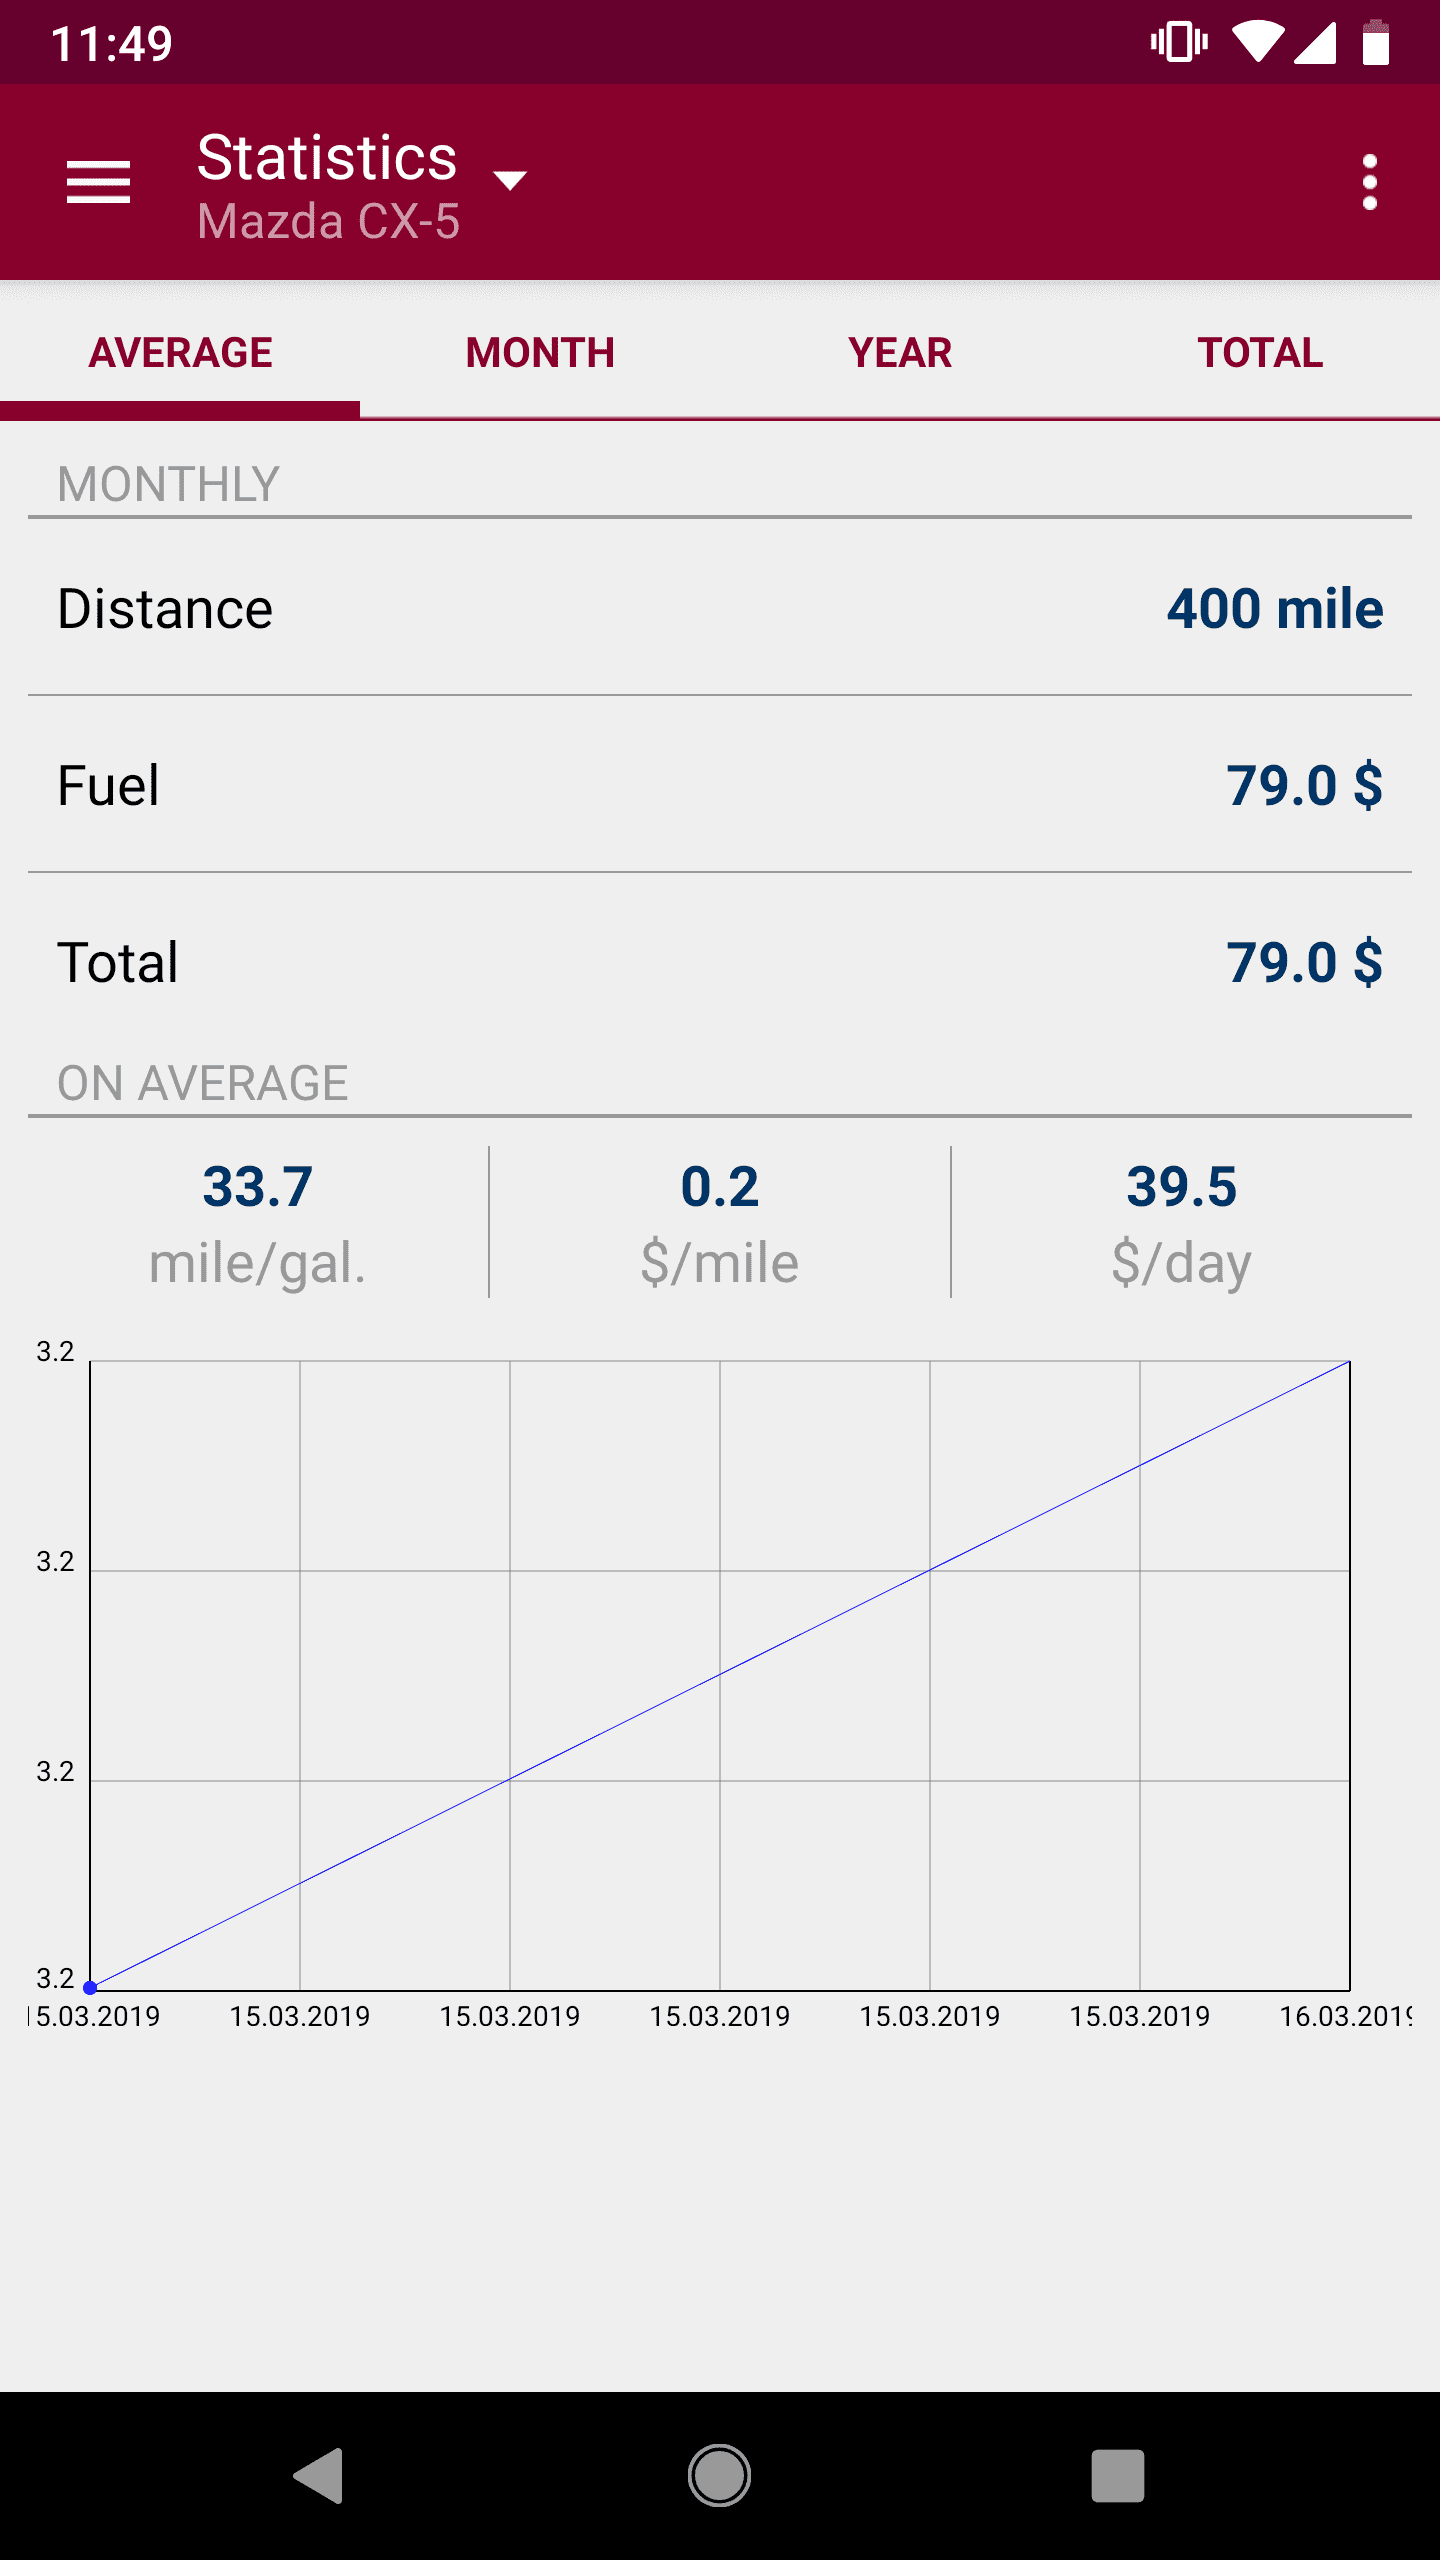 11:49
Statistics
Mazda CX-5
AVERAGE MONTH YEAR TOTAL
MONTHLY
Distance 400 mile
Fuel 79.0 $
Total 79.0 $
ON AVERAGE
33.7 0.2 39.5
mile/gal. $/mile $/day
3.2
3.2
3.2
3.2
15.03.2019 15.03.2019 15.03.2019 15.03.2019 15.03.2019 15.03.2019 16.03.2019